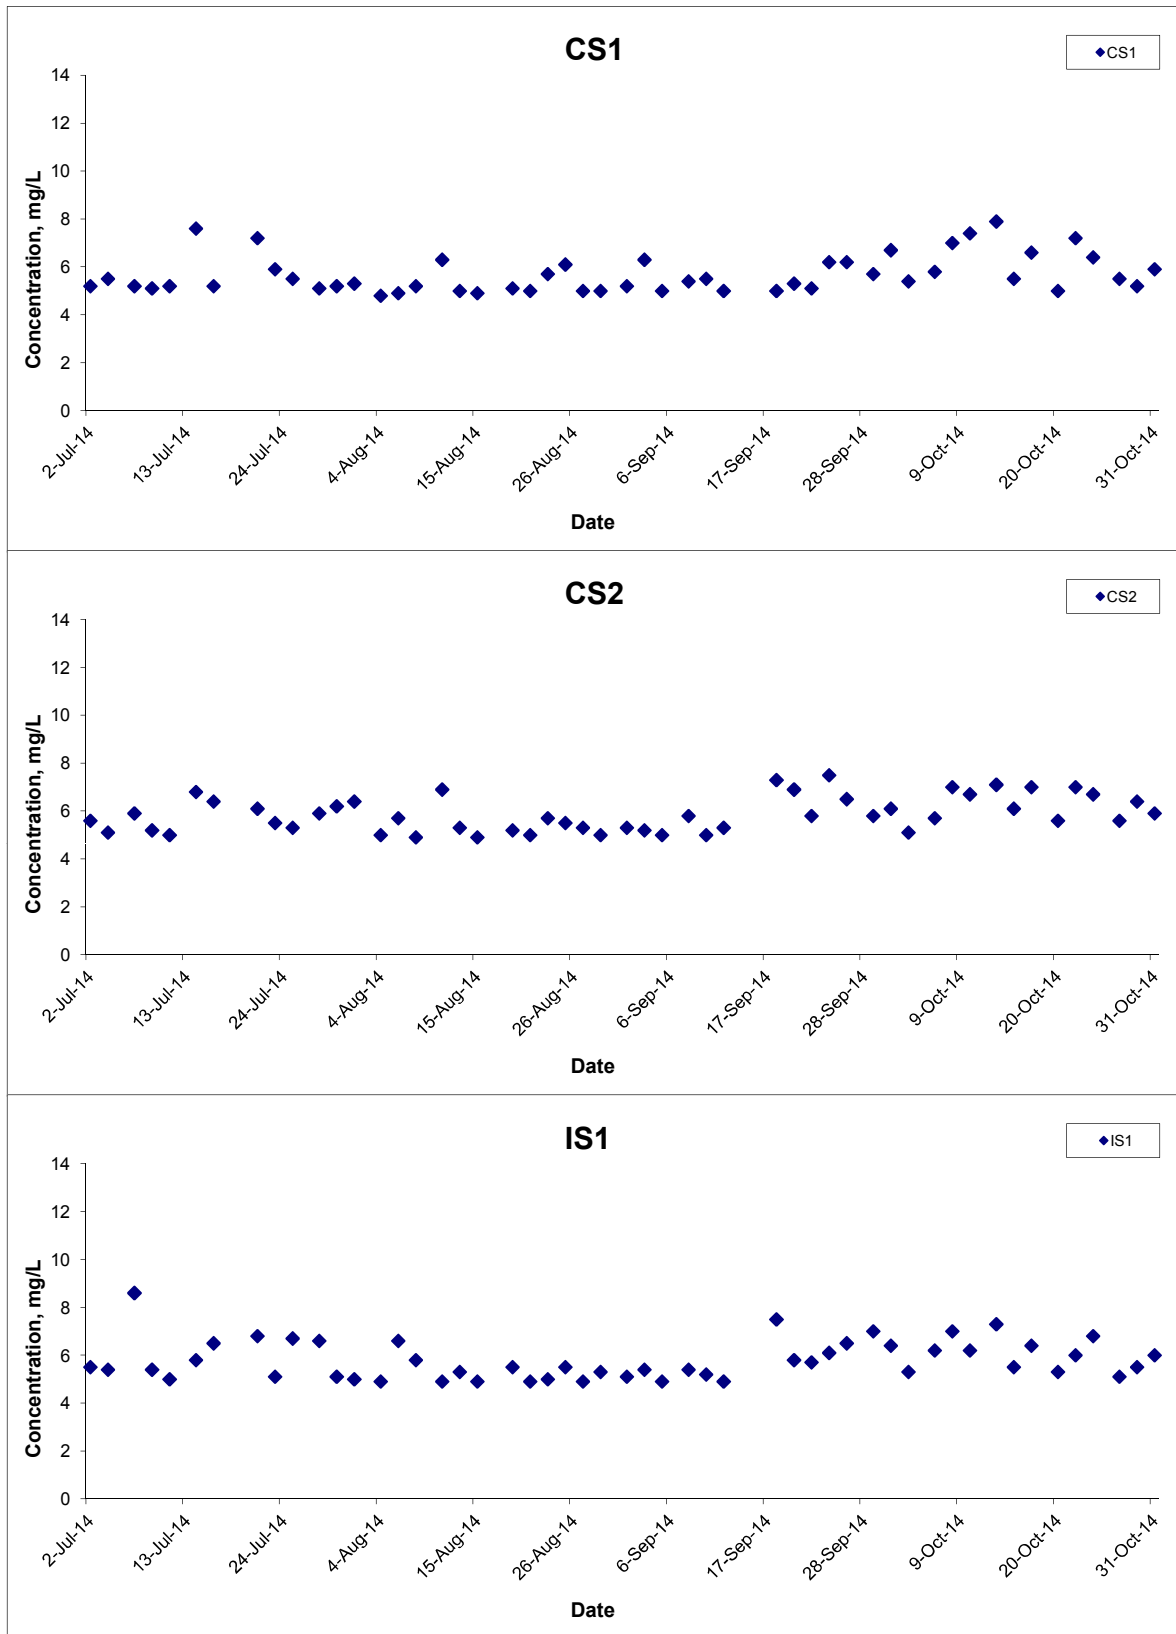 CS1
CS1
14
12
10
8
6
4
2
0
Concentration, mg/L
2-Jul-14
13-Jul-14
24-Jul-14
4-Aug-14
15-Aug-14
26-Aug-14
6-Sep-14
17-Sep-14
28-Sep-14
9-Oct-14
20-Oct-14
31-Oct-14
Date
CS2
CS2
14
12
10
8
6
4
2
0
Concentration, mg/L
2-Jul-14
13-Jul-14
24-Jul-14
4-Aug-14
15-Aug-14
26-Aug-14
6-Sep-14
17-Sep-14
28-Sep-14
9-Oct-14
20-Oct-14
31-Oct-14
Date
IS1
IS1
14
12
10
8
6
4
2
0
Concentration, mg/L
2-Jul-14
13-Jul-14
24-Jul-14
4-Aug-14
15-Aug-14
26-Aug-14
6-Sep-14
17-Sep-14
28-Sep-14
9-Oct-14
20-Oct-14
31-Oct-14
Date